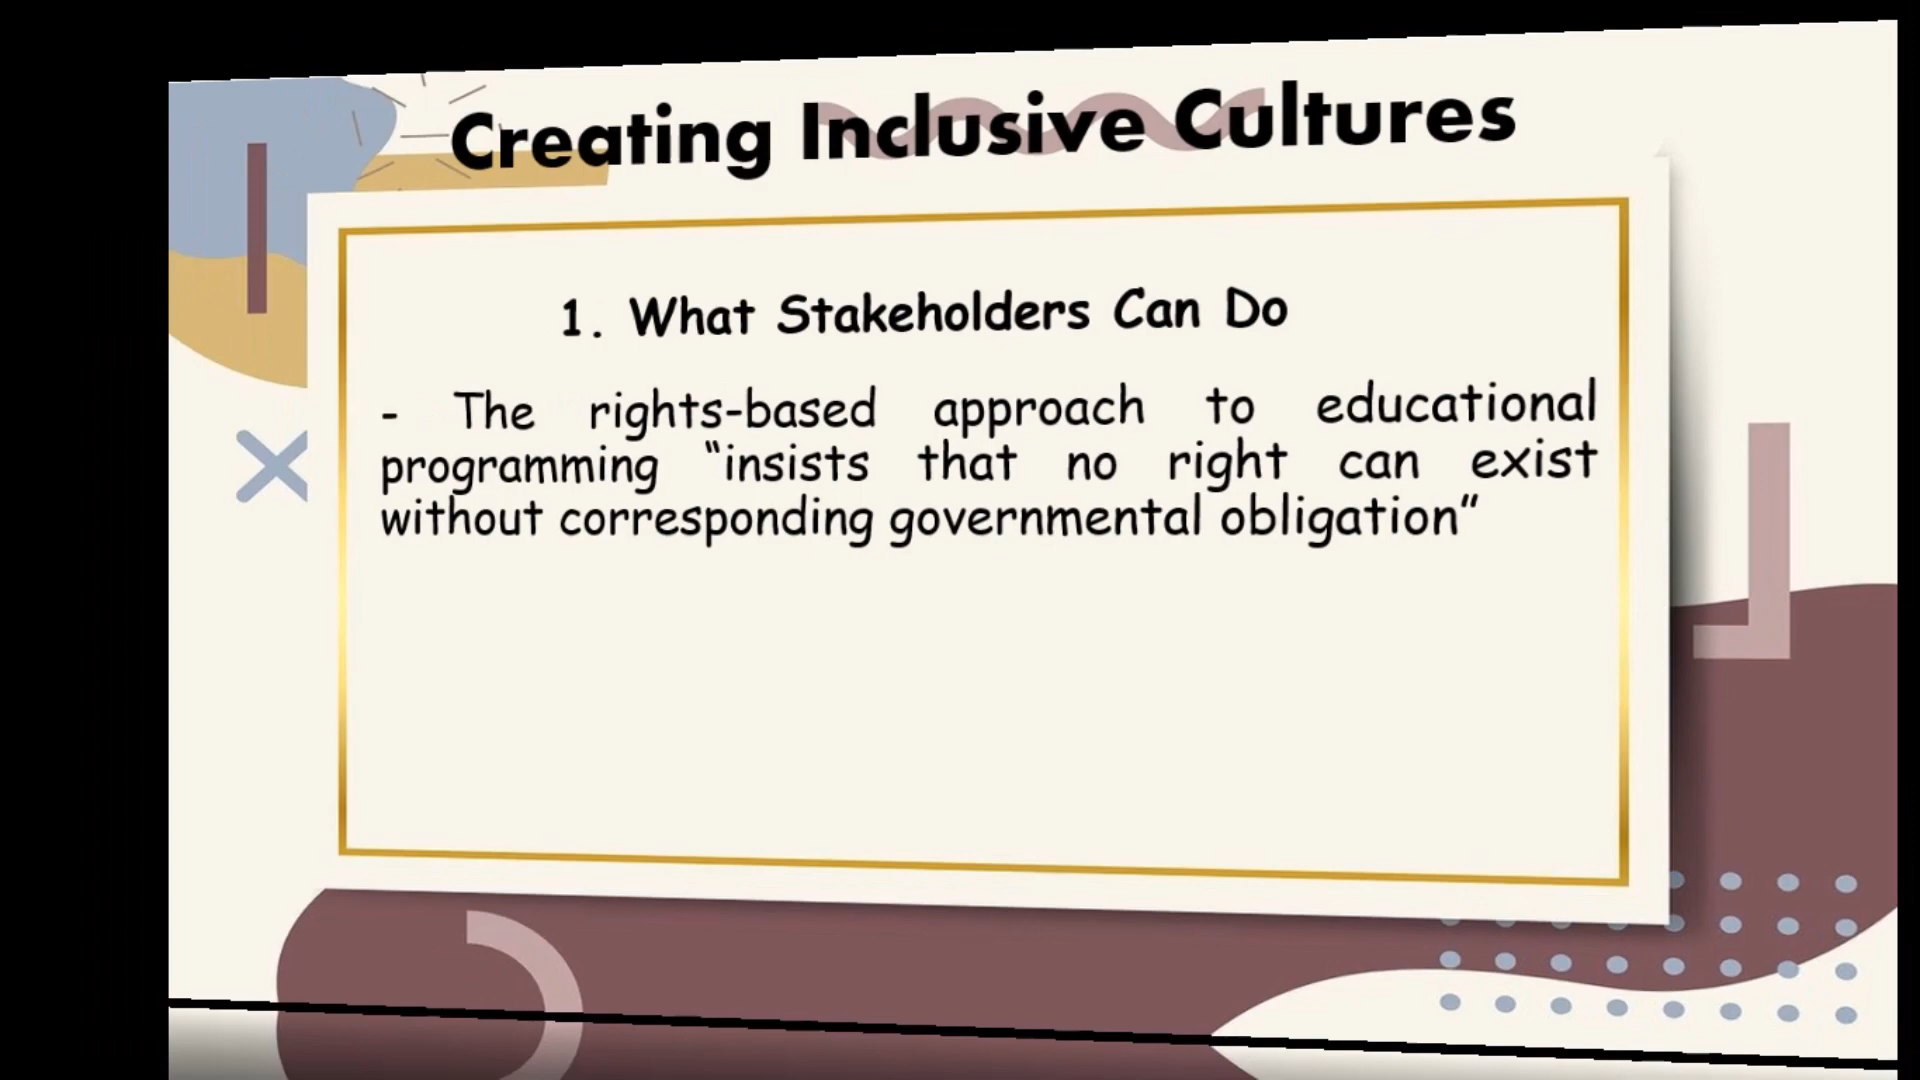 Creating Inclusive Cultures
1. What Stakeholders Can Do
- The rights-based approach to educational
programming “insists that no right can exist
without corresponding governmental obligation”